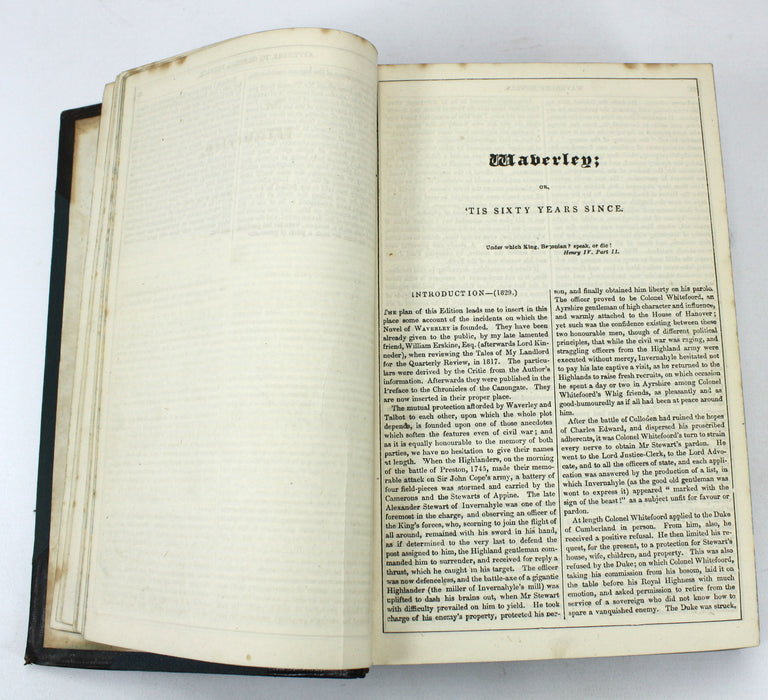 Waverley;
OR,
'TIS SIXTY YEARS SINCE.
Under which King, Bezonian? speak, or die!
Henry IV. Part II.
INTRODUCTION—(1829.)
THE plan of this Edition leads me to insert in this
place some account of the incidents on which the
Novel of WAVERLEY is founded. They have been
already given to the public, by my late lamented
friend, William Erskine, Esq. (afterwards Lord Kin-
neder), when reviewing the Tales of My Landlord
for the Quarterly Review, in 1817. The particu-
lars were derived by the Critic from the Author's
information. Afterwards they were published in the
Preface to the Chronicles of the Canongate. They
are now inserted in their proper place.
The mutual protection afforded by Waverley and
Talbot to each other, upon which the whole plot
depends, is founded upon one of those anecdotes
which soften the features even of civil war; and
as it is equally honourable to the memory of both
parties, we have no hesitation to give their names
at length. When the Highlanders, on the morning
of the battle of Preston, 1745, made their memo-
rable attack on Sir John Cope's army, a battery of
four field-pieces was stormed and carried by the
Camerons and the Stewarts of Appine. The late
Alexander Stewart of Invernahyle was one of the
foremost in the charge, and observing an officer of
the King's forces, who, scorning to join the flight of
all around, remained with his sword in his hand,
as if determined to the very last to defend the
post assigned to him, the Highland gentleman com-
manded him to surrender, and received for reply a
thrust, which he caught in his target. The officer
was now defenceless, and the battle-axe of a gigantic
Highlander (the miller of Invernahyle's mill) was
uplifted to dash his brains out, when Mr Stewart
with difficulty prevailed on him to yield. He took
charge of his enemy's property, protected his per-
son, and finally obtained him liberty on his parole.
The officer proved to be Colonel Whitefoord, an
Ayrshire gentleman of high character and influence,
and warmly attached to the House of Hanover;
yet such was the confidence existing between these
two honourable men, though of different political
principles, that while the civil war was raging, and
straggling officers from the Highland army were
executed without mercy, Invernahyle hesitated not
to pay his late captive a visit, as he returned to the
Highlands to raise fresh recruits, on which occasion
he spent a day or two in Ayrshire among Colonel
Whitefoord's Whig friends, as pleasantly and as
good-humouredly as if all had been at peace around
him.
After the battle of Culloden had ruined the hopes
of Charles Edward, and dispersed his proscribed
adherents, it was Colonel Whitefoord's turn to strain
every nerve to obtain Mr Stewart's pardon. He
went to the Lord Justice-Clerk, to the Lord Advo-
cate, and to all the officers of state, and each appli-
cation was answered by the production of a list, in
which Invernahyle (as the good old gentleman was
wont to express it) appeared " marked with the
sign of the beast!" as a subject unfit for favour or
pardon.
At length Colonel Whitefoord applied to the Duke
of Cumberland in person. From him, also, he
received a positive refusal. He then limited his re-
quest, for the present, to a protection for Stewart's
house, wife, children, and property. This was also
refused by the Duke; on which Colonel Whitefoord,
taking his commission from his bosom, laid it on
the table before his Royal Highness with much
emotion, and asked permission to retire from the
service of a sovereign who did not know how to
spare a vanquished enemy. The Duke was struck,